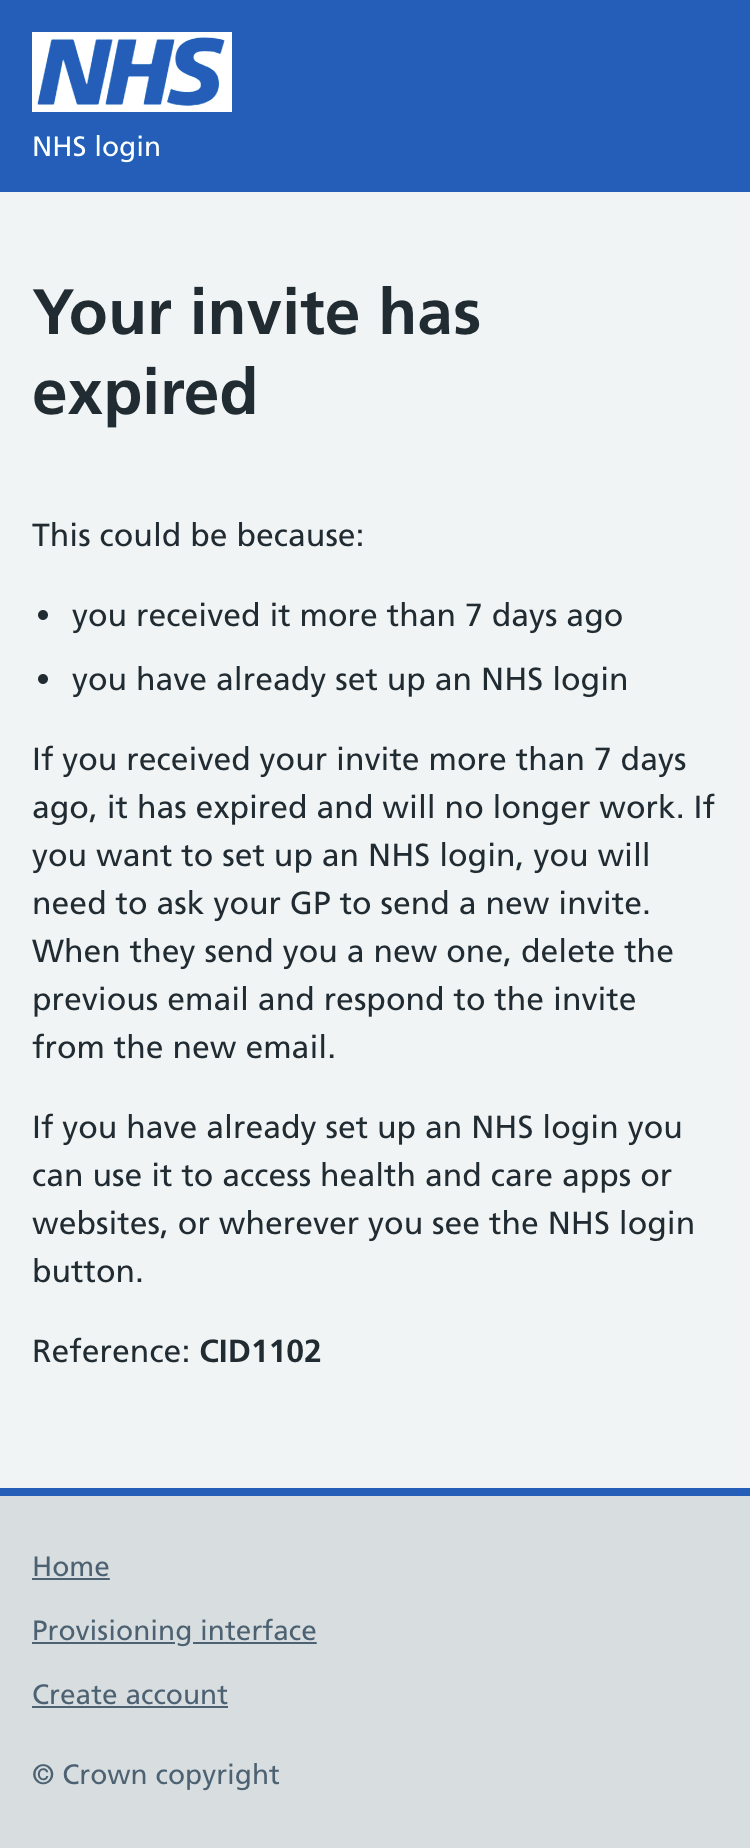 NHS
NHS login
Your invite has
expired
This could be because:
• you received it more than 7 days ago
• you have already set up an NHS login
If you received your invite more than 7 days
ago, it has expired and will no longer work. If
you want to set up an NHS login, you will
need to ask your GP to send a new invite.
When they send you a new one, delete the
previous email and respond to the invite
from the new email.
If you have already set up an NHS login you
can use it to access health and care apps or
websites, or wherever you see the NHS login
button.
Reference: CID1102
Home
Provisioning interface
Create account
© Crown copyright